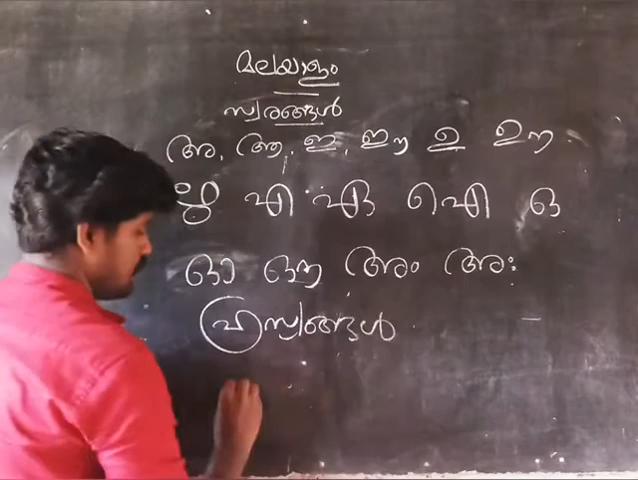 മലയാളം
സ്വരങ്ങൾ
അ, ആ, ഇ, ഈ ഉ ഊ
ഋ എ ഏ ഐ ഒ
ഓ ഔ അം അഃ
ഹ്രസ്വങ്ങൾ